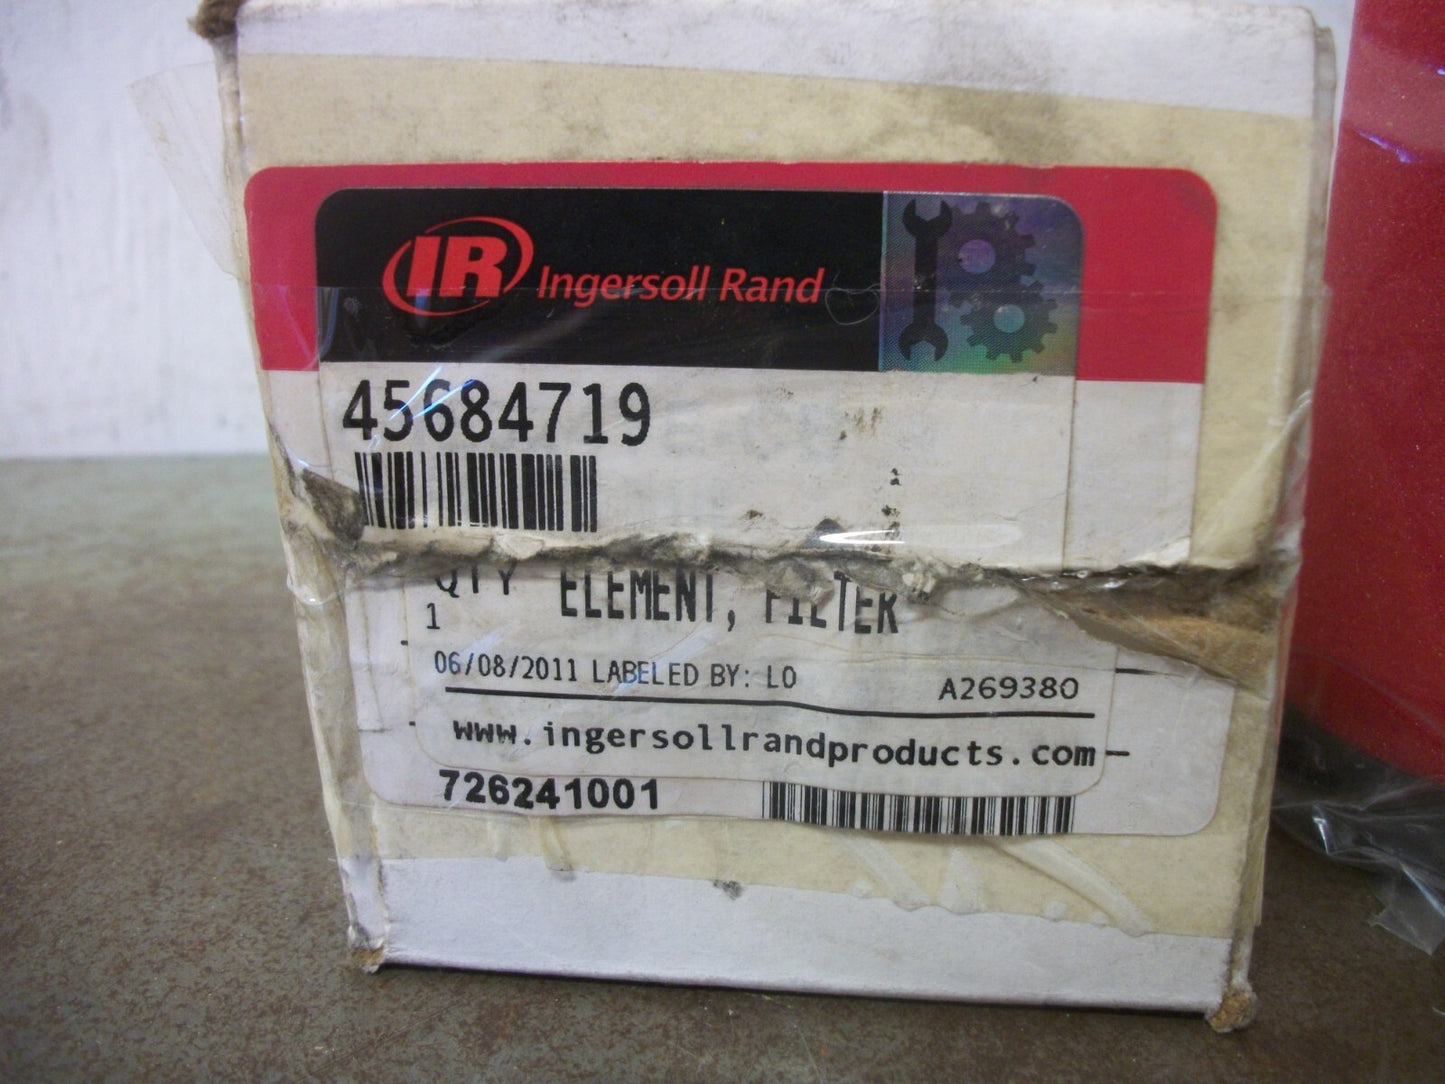 IR Ingersoll Rand
45684719
QTY ELEMENT, FILTER
1
06/08/2011 LABELED BY: LO A269380
www.ingersollrandproducts.com
726241001